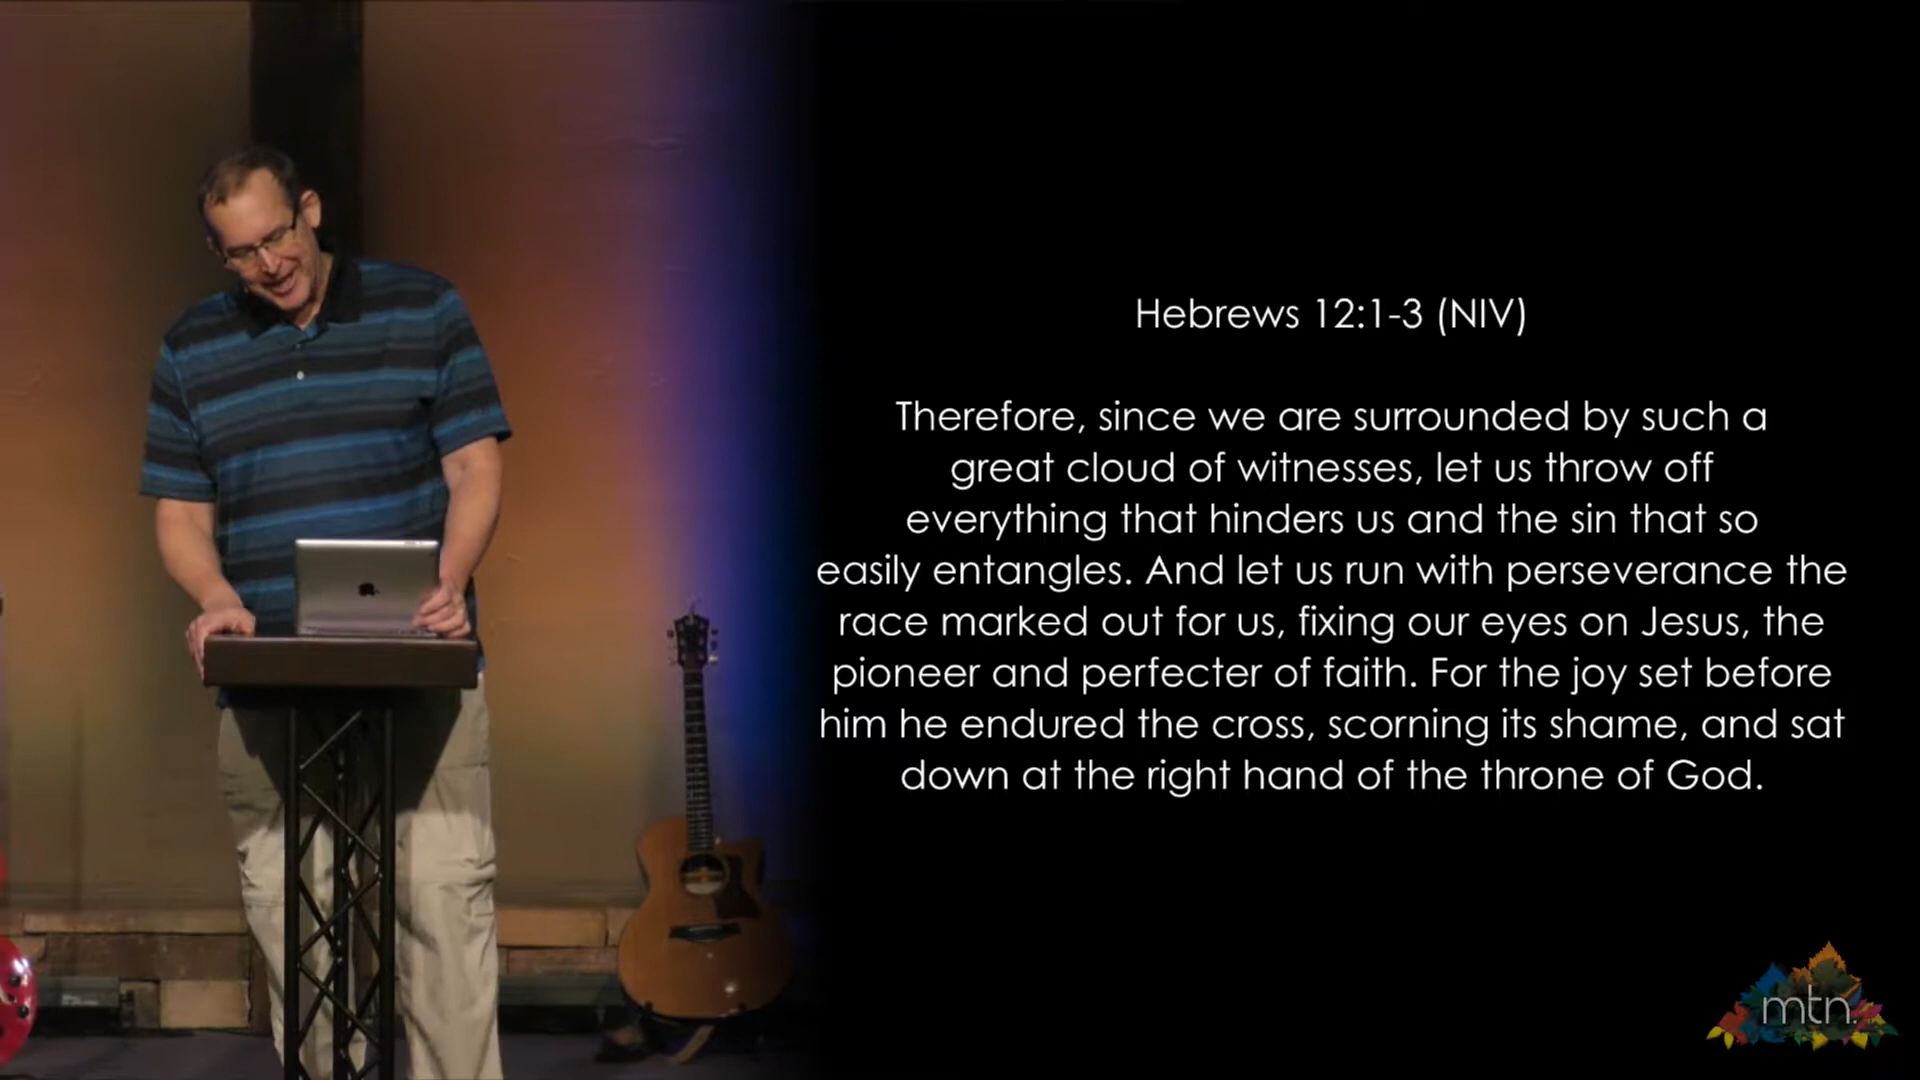 Hebrews 12:1-3 (NIV)
Therefore, since we are surrounded by such a
great cloud of witnesses, let us throw off
everything that hinders us and the sin that so
easily entangles. And let us run with perseverance the
race marked out for us, fixing our eyes on Jesus, the
pioneer and perfecter of faith. For the joy set before
him he endured the cross, scorning its shame, and sat
down at the right hand of the throne of God.
mtn.